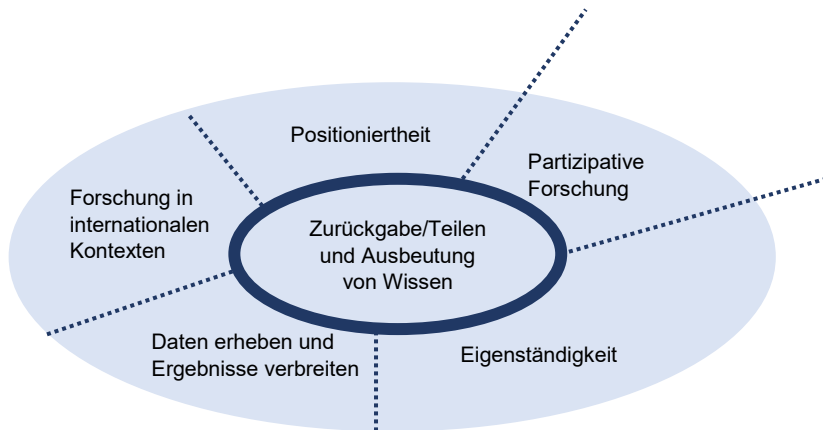 Positioniertheit
Partizipative
Forschung
Forschung in
internationalen
Kontexten
Zurückgabe/Teilen
und Ausbeutung
von Wissen
Daten erheben und
Ergebnisse verbreiten
Eigenständigkeit